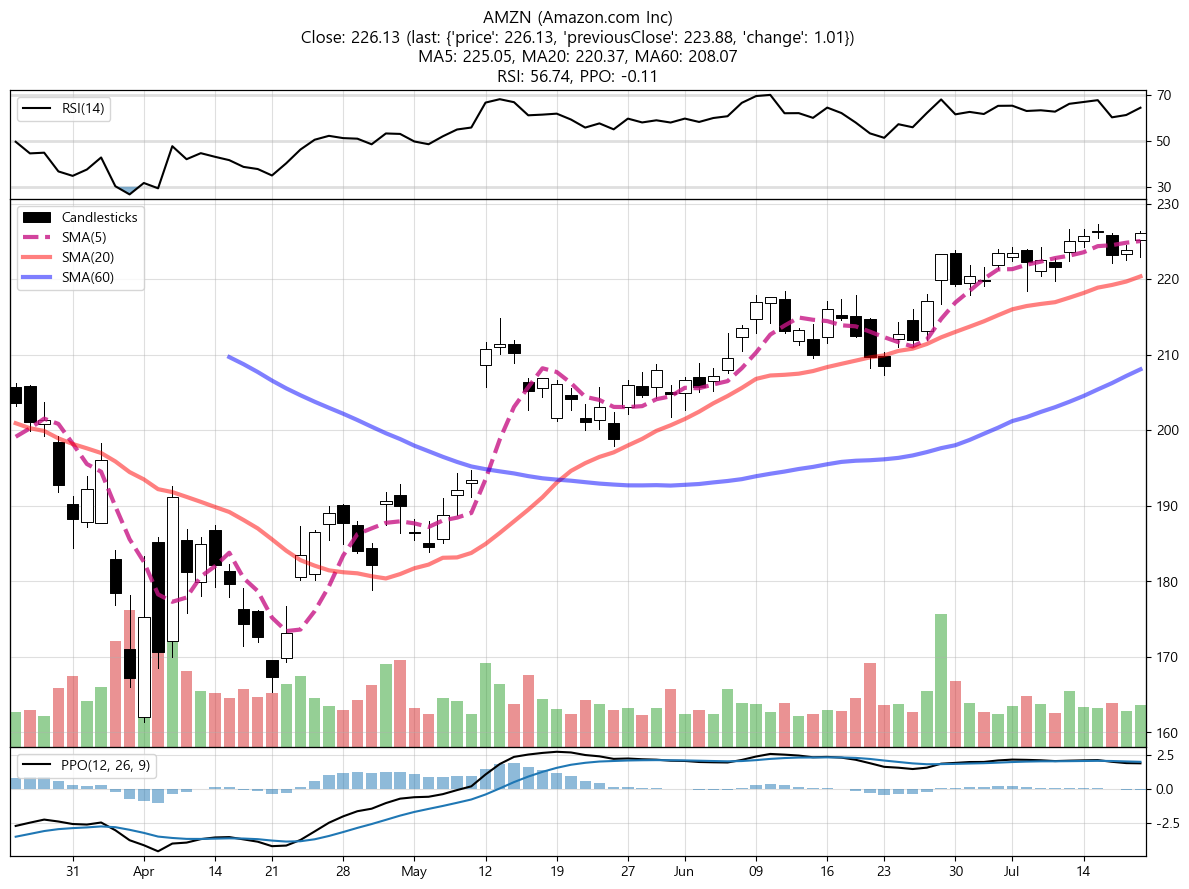 AMZN (Amazon.com Inc)
Close: 226.13 (last: {'price': 226.13, 'previousClose': 223.88, 'change': 1.01})
MA5: 225.05, MA20: 220.37, MA60: 208.07
RSI: 56.74, PPO: -0.11
RSI(14)
70
50
30
Candlesticks
SMA(5)
SMA(20)
SMA(60)
230
220
210
200
190
180
170
160
PPO(12, 26, 9)
2.5
0.0
−2.5
31 Apr 14 21 28 May 12 19 27 Jun 09 16 23 30 Jul 14